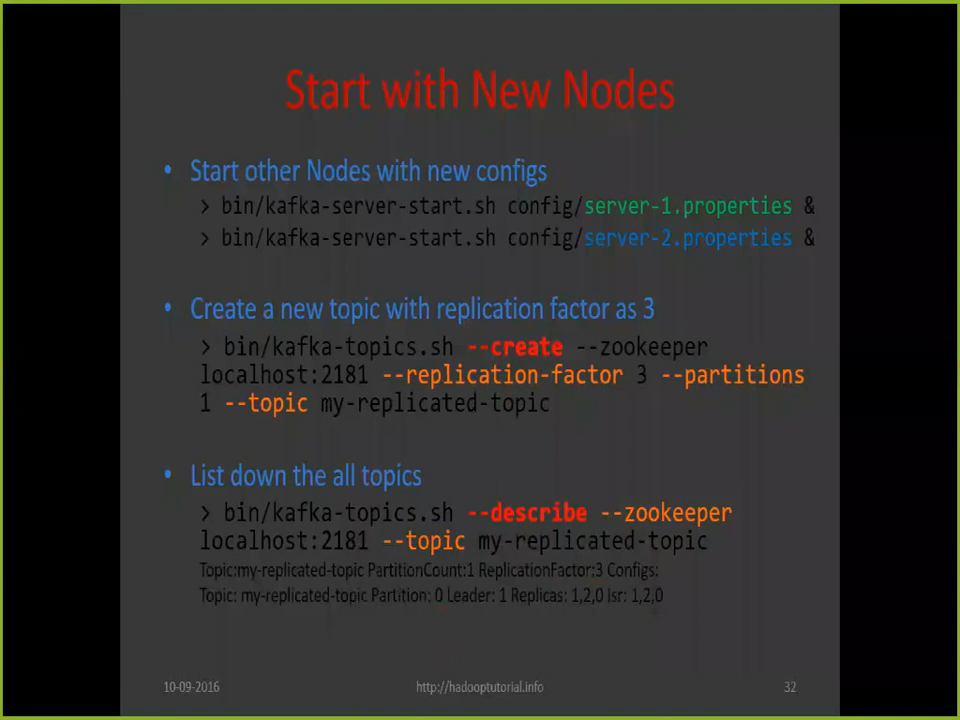 Start with New Nodes
• Start other Nodes with new configs
> bin/kafka-server-start.sh config/server-1.properties &
> bin/kafka-server-start.sh config/server-2.properties &
• Create a new topic with replication factor as 3
> bin/kafka-topics.sh --create --zookeeper
localhost:2181 --replication-factor 3 --partitions
1 --topic my-replicated-topic
• List down the all topics
> bin/kafka-topics.sh --describe --zookeeper
localhost:2181 --topic my-replicated-topic
Topic:my-replicated-topic PartitionCount:1 ReplicationFactor:3 Configs:
Topic: my-replicated-topic Partition: 0 Leader: 1 Replicas: 1,2,0 Isr: 1,2,0
10-09-2016 http://hadooptutorial.info 32